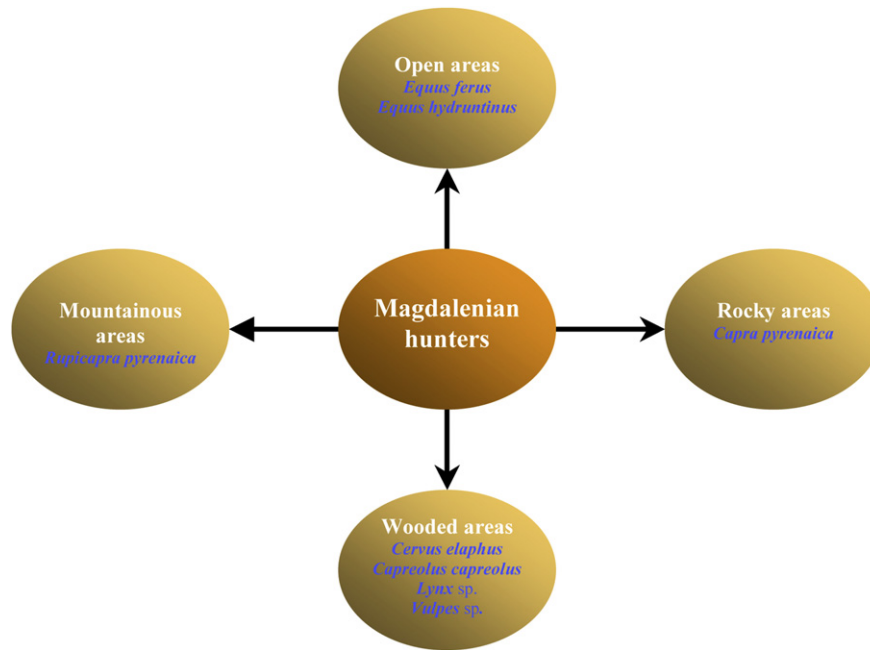 Open areas
Equus ferus
Equus hydruntinus
Mountainous
areas
Rupicapra pyrenaica
Magdalenian
hunters
Rocky areas
Capra pyrenaica
Wooded areas
Cervus elaphus
Capreolus capreolus
Lynx sp.
Vulpes sp.